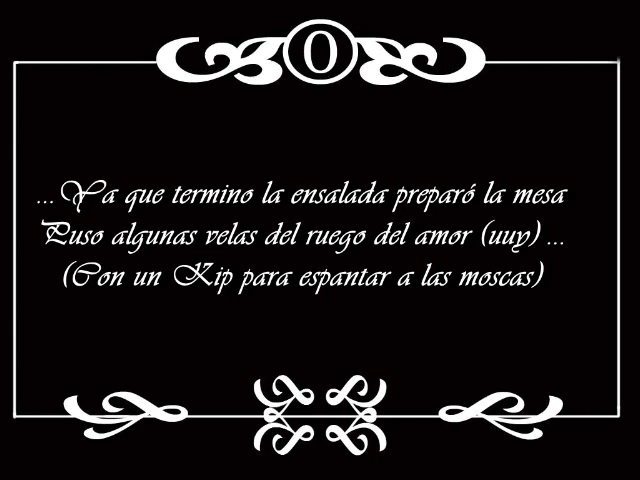 O
...Ya que termino la ensalada preparó la mesa
Puso algunas velas del ruego del amor (uuy) ...
(Con un Kip para espantar a las moscas)